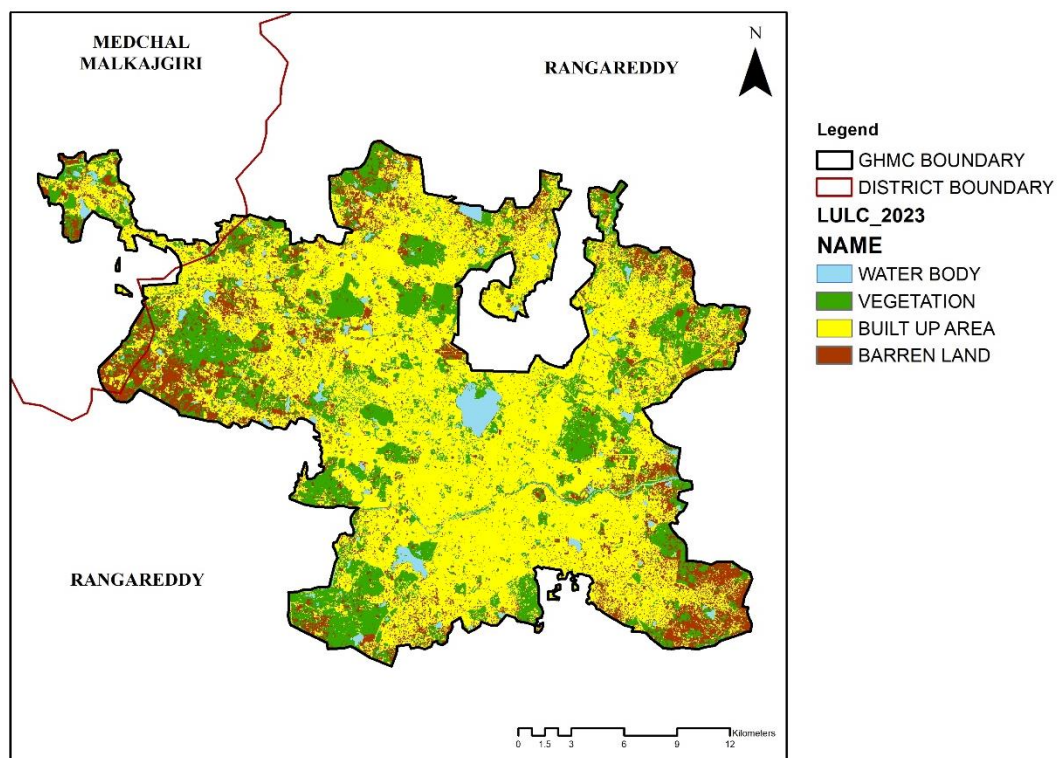 MEDCHAL
MALKAJGIRI
RANGAREDDY
N
RANGAREDDY
Kilometers
0 1.5 3 6 9 12
Legend
GHMC BOUNDARY
DISTRICT BOUNDARY
LULC_2023
NAME
WATER BODY
VEGETATION
BUILT UP AREA
BARREN LAND